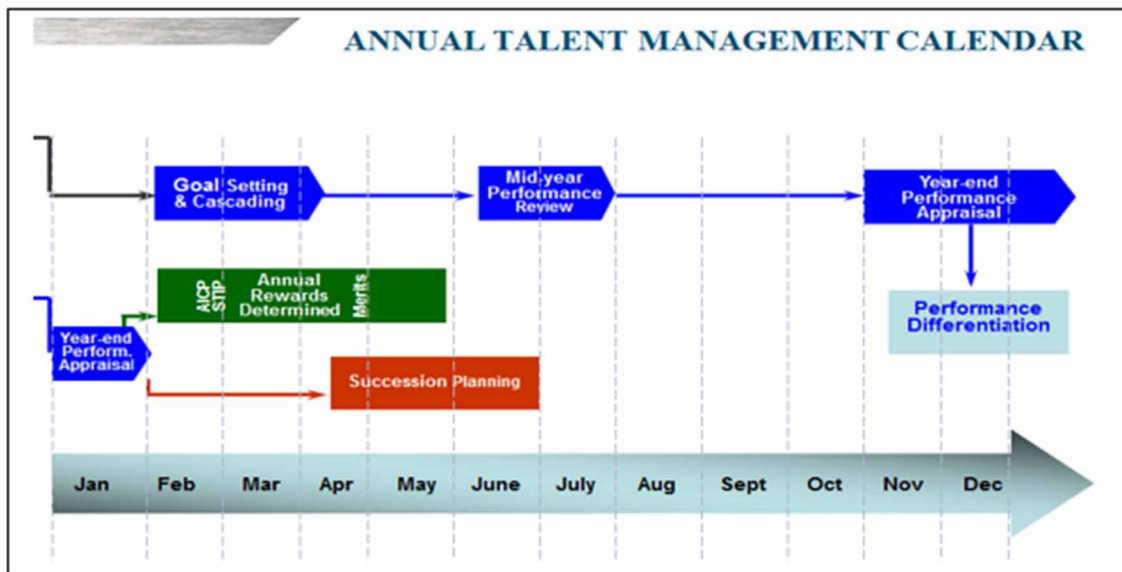 ANNUAL TALENT MANAGEMENT CALENDAR
Goal Setting
& Cascading
Mid-year
Performance
Review
Year-end
Performance
Appraisal
AICP
STIP
Annual
Rewards
Determined
Merits
Performance
Differentiation
Year-end
Perform.
Appraisal
Succession Planning
Jan Feb Mar Apr May June July Aug Sept Oct Nov Dec